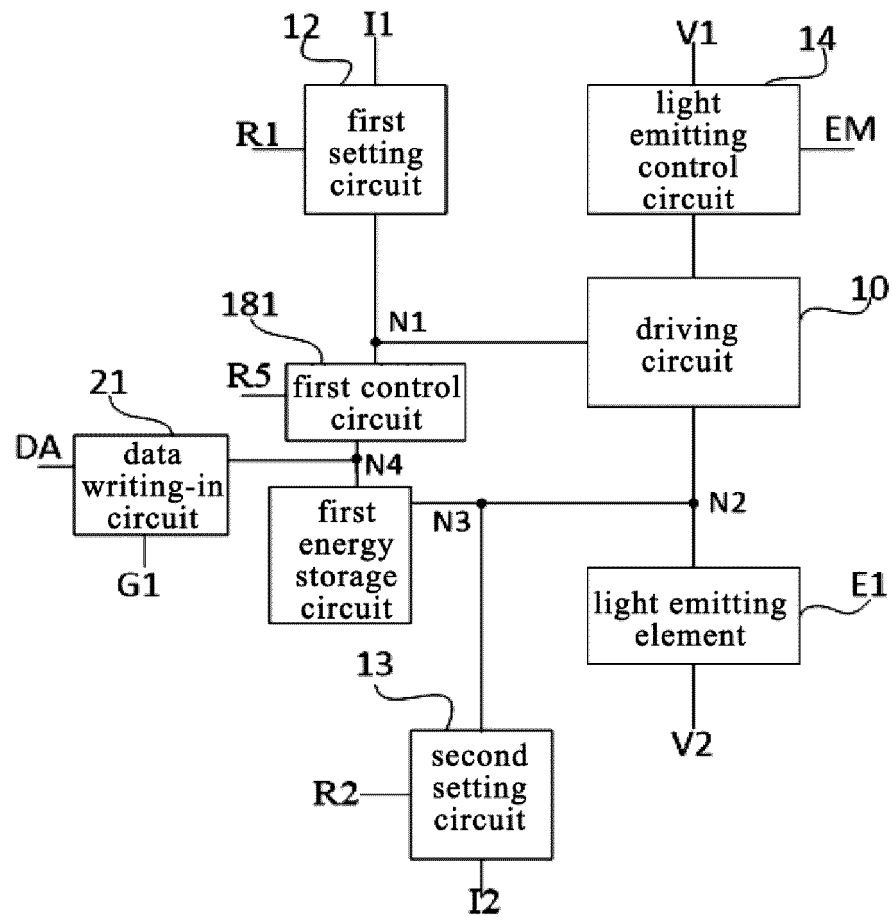 12
I1
V1
14
first
setting
circuit
R1
light
emitting
control
circuit
EM
181
N1
driving
circuit
10
R5
first control
circuit
21
DA
data
writing-in
circuit
N4
G1
first
energy
storage
circuit
N3
N2
light emitting
element
E1
13
V2
R2
second
setting
circuit
I2